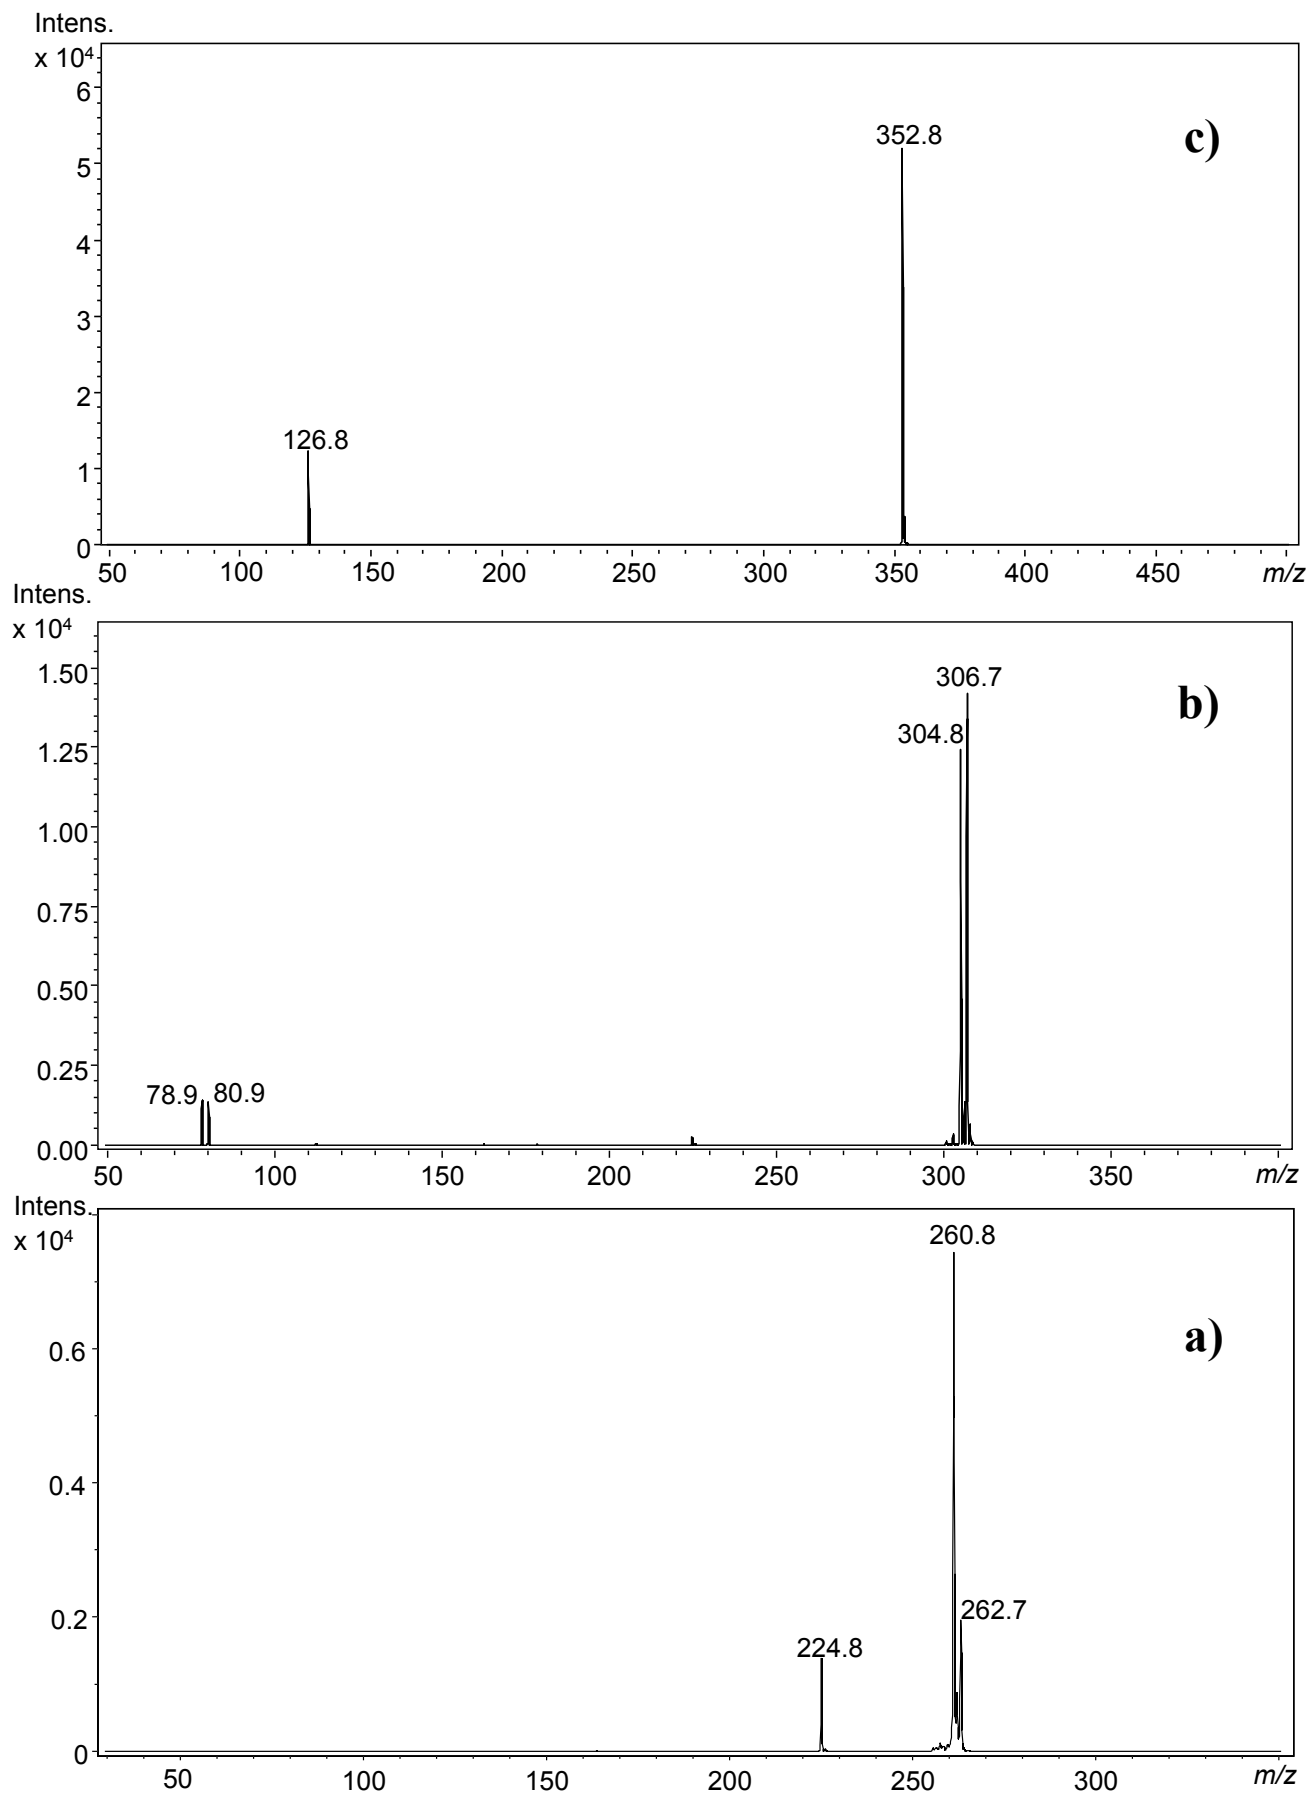 Intens.
x 10⁴
6
5
4
3
2
1
0
352.8
126.8
c)
50 100 150 200 250 300 350 400 450 m/z
Intens.
x 10⁴
1.50
1.25
1.00
0.75
0.50
0.25
0.00
306.7
304.8
78.9 80.9
b)
50 100 150 200 250 300 350 m/z
Intens.
x 10⁴
0.6
0.4
0.2
0
260.8
262.7
224.8
a)
50 100 150 200 250 300 m/z